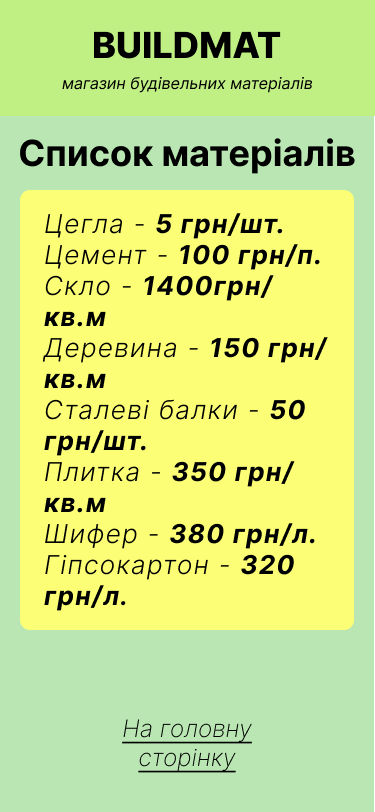 BUILDMAT
магазин будівельних матеріалів
Список матеріалів
Цегла - 5 грн/шт.
Цемент - 100 грн/п.
Скло - 1400грн/
кв.м
Деревина - 150 грн/
кв.м
Сталеві балки - 50
грн/шт.
Плитка - 350 грн/
кв.м
Шифер - 380 грн/л.
Гіпсокартон - 320
грн/л.
На головну
сторінку